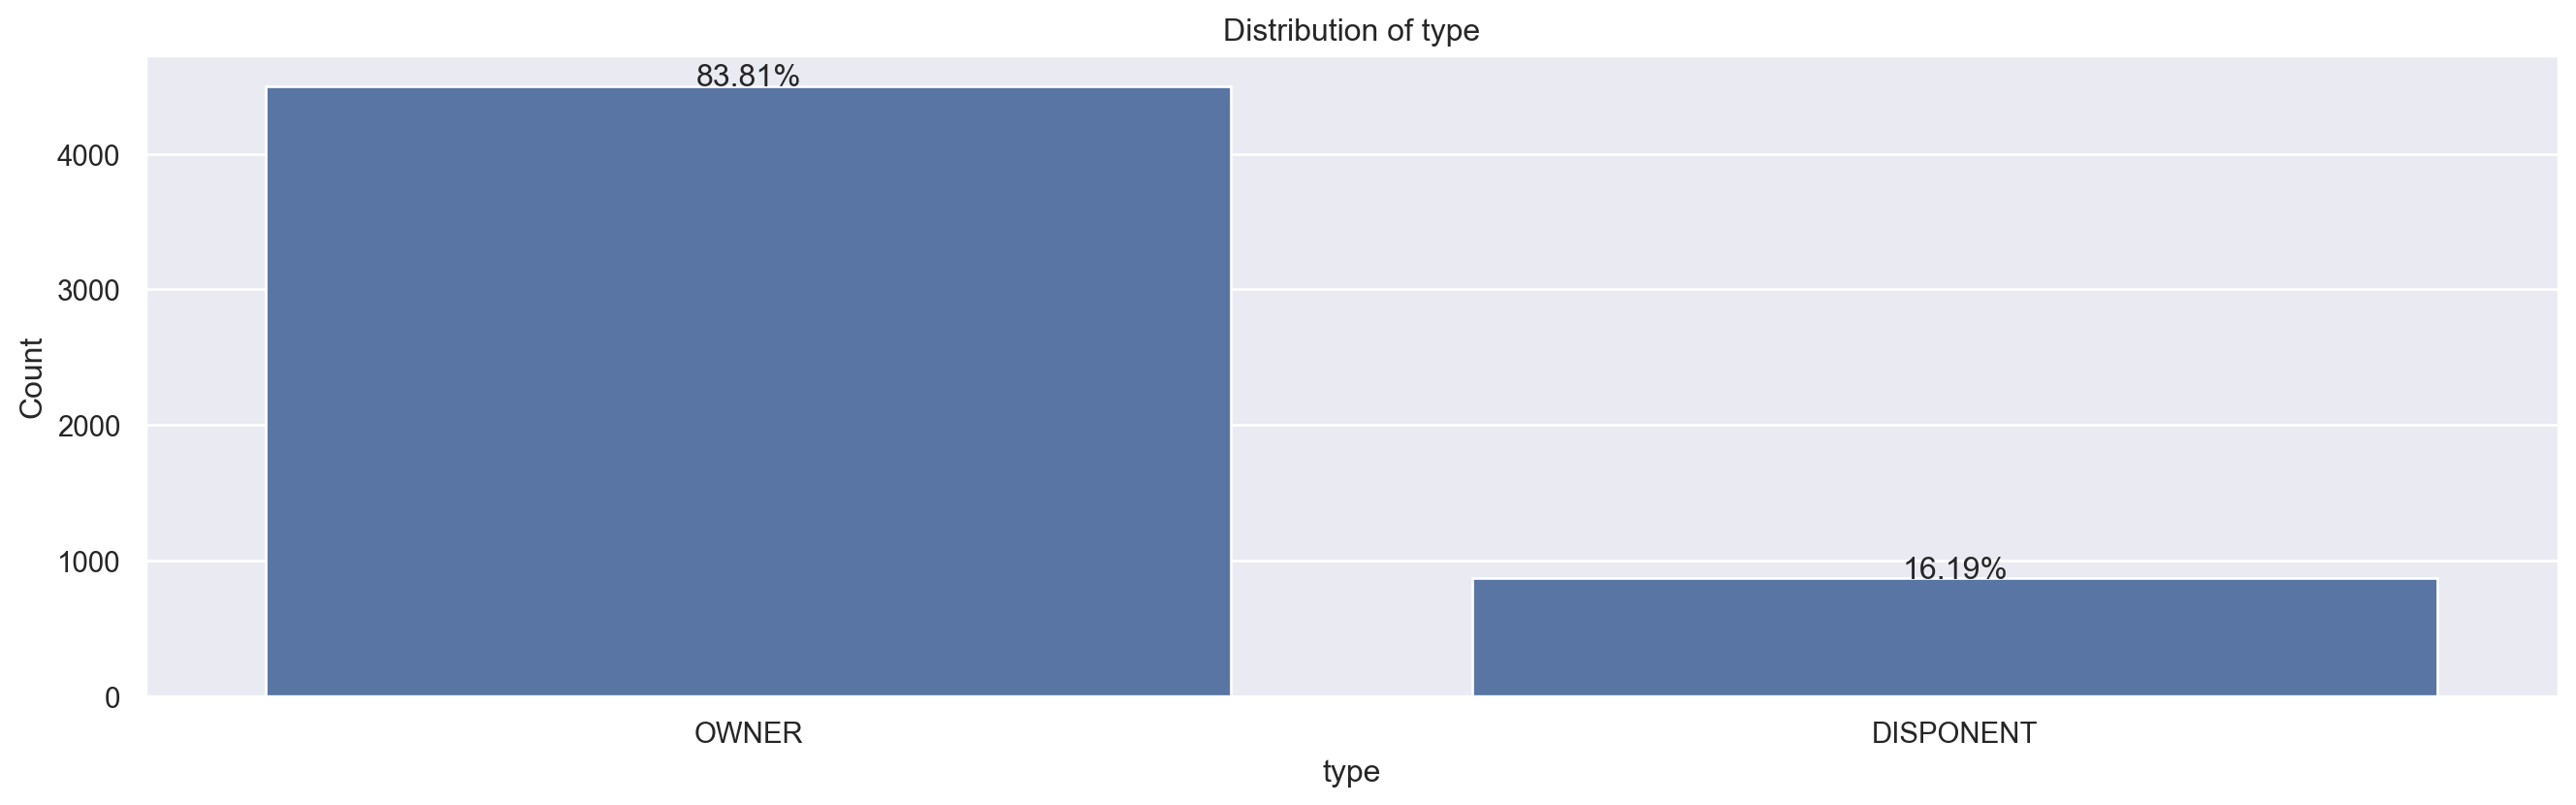 Distribution of type
83.81%
4000
3000
Count
2000
1000
16.19%
0
OWNER
DISPONENT
type